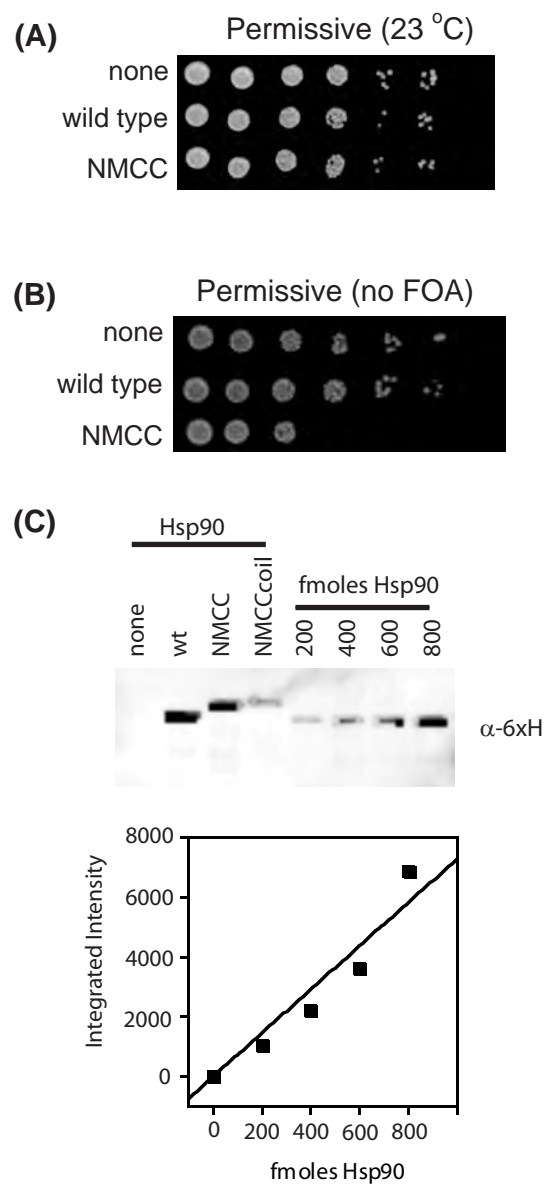 (A)
Permissive (23 °C)
none
wild type
NMCC
(B)
Permissive (no FOA)
none
wild type
NMCC
(C)
Hsp90
fmoles Hsp90
none
wt
NMCC
NMCCcoil
200
400
600
800
α-6xH
8000
6000
4000
2000
0
Integrated Intensity
0 200 400 600 800
fmoles Hsp90